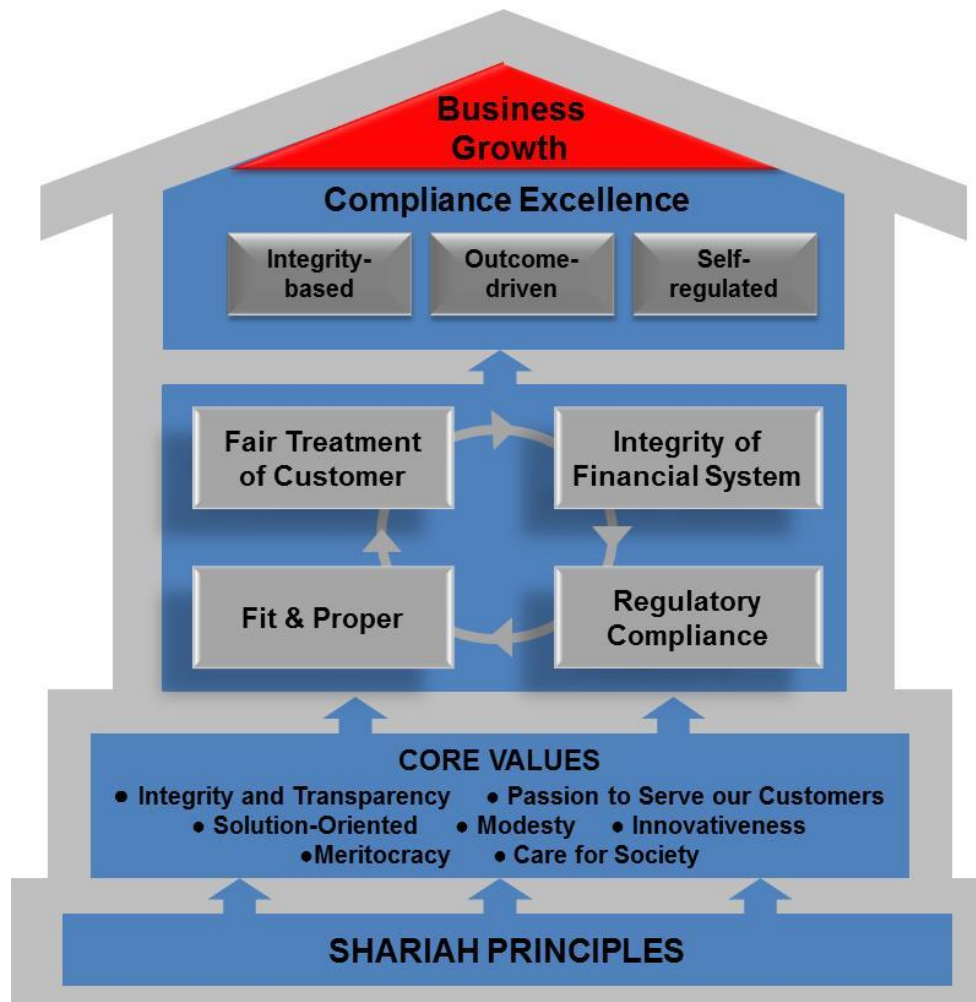 Business
Growth
Compliance Excellence
Integrity-
based
Outcome-
driven
Self-
regulated
Fair Treatment
of Customer
Integrity of
Financial System
Fit & Proper
Regulatory
Compliance
CORE VALUES
● Integrity and Transparency ● Passion to Serve our Customers
● Solution-Oriented ● Modesty ● Innovativeness
●Meritocracy ● Care for Society
SHARIAH PRINCIPLES